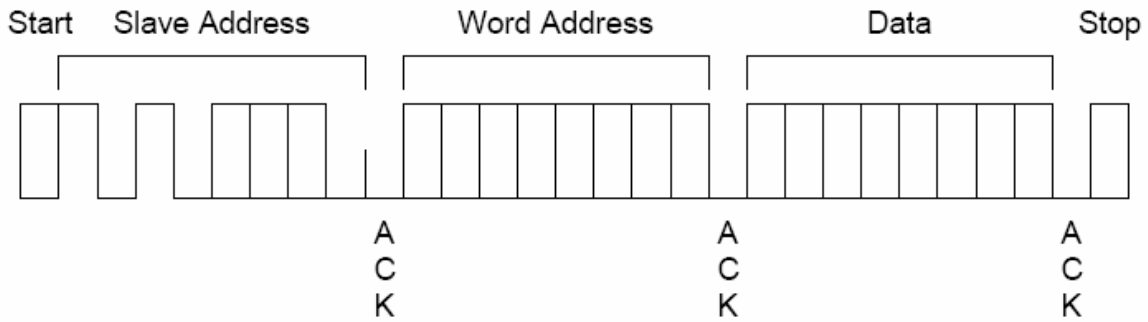 Start Slave Address Word Address Data Stop
A A A
C C C
K K K